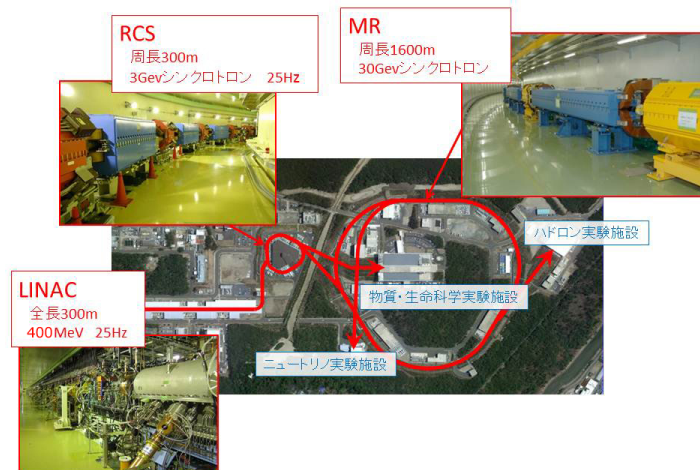 RCS
周長300m
3Gevシンクロトロン 25Hz
MR
周長1600m
30Gevシンクロトロン
ハドロン実験施設
物質・生命科学実験施設
ニュートリノ実験施設
LINAC
全長300m
400MeV 25Hz